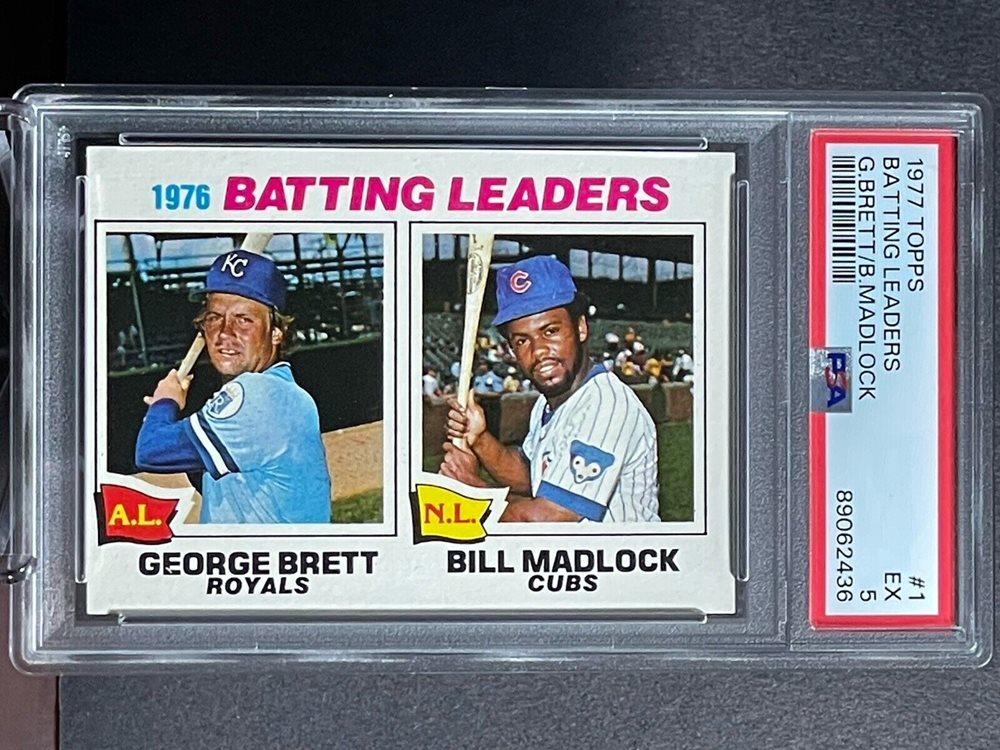 1976 BATTING LEADERS
KC
C
R
A.L.
N.L.
GEORGE BRETT
ROYALS
BILL MADLOCK
CUBS
1977 TOPPS
BATTING LEADERS
G.BRETT/B.MADLOCK
PSA
#1
EX
5
89062436